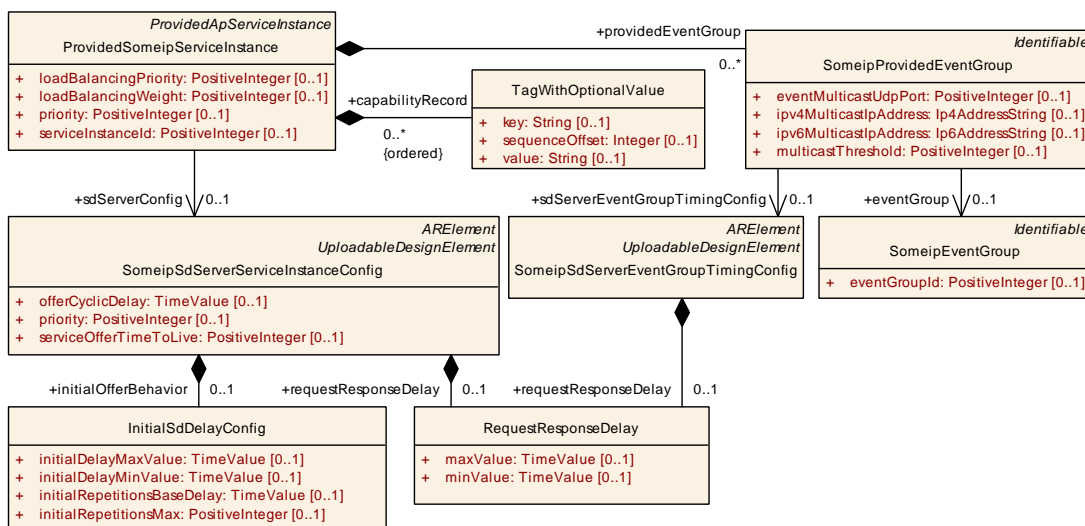 ProvidedApServiceInstance
ProvidedSomeipServiceInstance
+ loadBalancingPriority: PositiveInteger [0..1]
+ loadBalancingWeight: PositiveInteger [0..1]
+ priority: PositiveInteger [0..1]
+ serviceInstanceId: PositiveInteger [0..1]
+providedEventGroup
0..*
Identifiable
SomeipProvidedEventGroup
+ eventMulticastUdpPort: PositiveInteger [0..1]
+ ipv4MulticastIpAddress: Ip4AddressString [0..1]
+ ipv6MulticastIpAddress: Ip6AddressString [0..1]
+ multicastThreshold: PositiveInteger [0..1]
+capabilityRecord
0..*
{ordered}
TagWithOptionalValue
+ key: String [0..1]
+ sequenceOffset: Integer [0..1]
+ value: String [0..1]
+sdServerConfig
0..1
+sdServerEventGroupTimingConfig
0..1
+eventGroup
0..1
ARElement
UploadableDesignElement
SomeipSdServerServiceInstanceConfig
+ offerCyclicDelay: TimeValue [0..1]
+ priority: PositiveInteger [0..1]
+ serviceOfferTimeToLive: PositiveInteger [0..1]
ARElement
UploadableDesignElement
SomeipSdServerEventGroupTimingConfig
Identifiable
SomeipEventGroup
+ eventGroupId: PositiveInteger [0..1]
+initialOfferBehavior
0..1
+requestResponseDelay
0..1
+requestResponseDelay
0..1
InitialSdDelayConfig
+ initialDelayMaxValue: TimeValue [0..1]
+ initialDelayMinValue: TimeValue [0..1]
+ initialRepetitionsBaseDelay: TimeValue [0..1]
+ initialRepetitionsMax: PositiveInteger [0..1]
RequestResponseDelay
+ maxValue: TimeValue [0..1]
+ minValue: TimeValue [0..1]